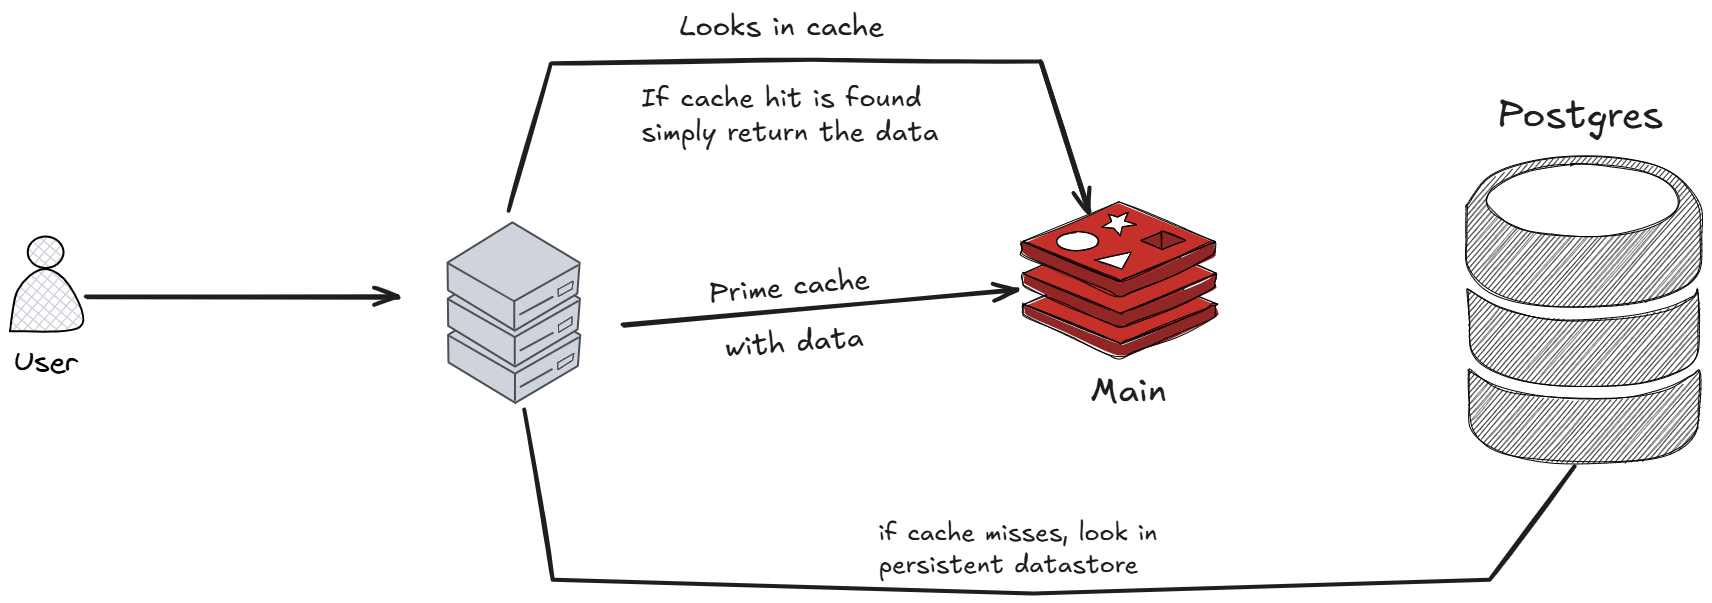 Looks in cache
If cache hit is found
simply return the data
Postgres
User
Prime cache
with data
Main
if cache misses, look in
persistent datastore